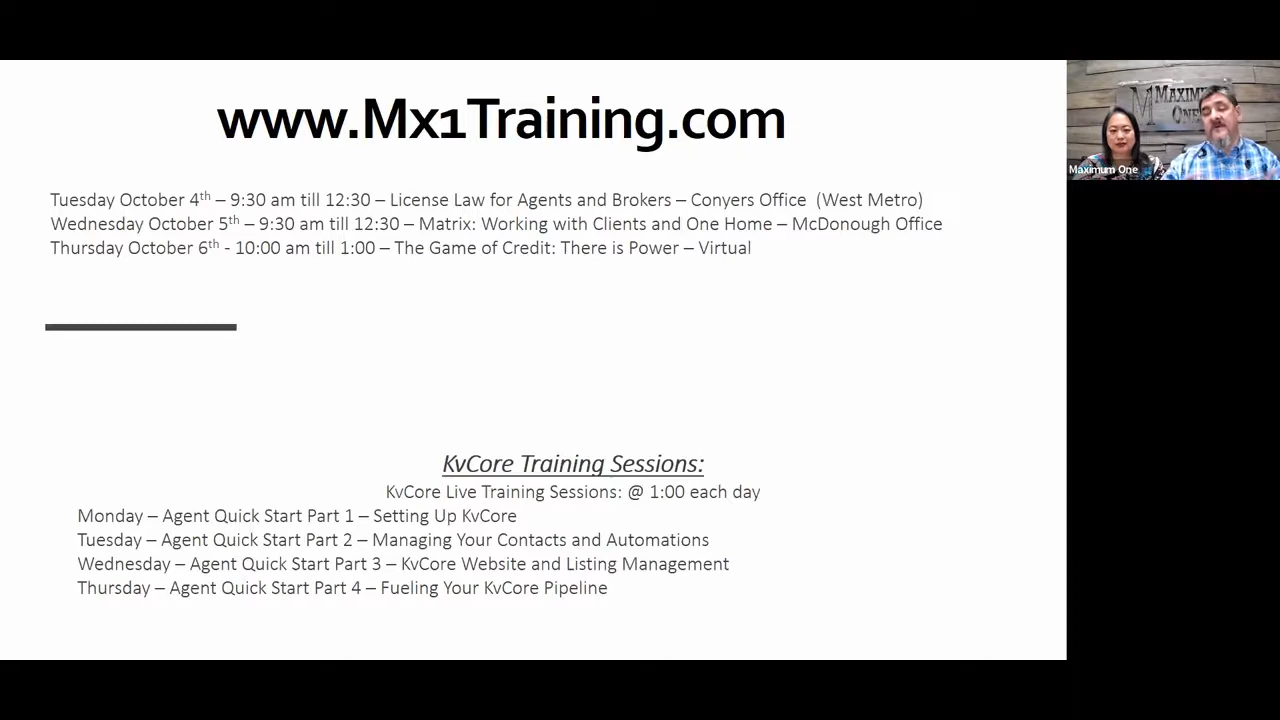 www.Mx1Training.com
Tuesday October 4th – 9:30 am till 12:30 – License Law for Agents and Brokers – Conyers Office  (West Metro)
Wednesday October 5th – 9:30 am till 12:30 – Matrix: Working with Clients and One Home – McDonough Office
Thursday October 6th - 10:00 am till 1:00 – The Game of Credit: There is Power – Virtual
KvCore Training Sessions:
KvCore Live Training Sessions: @ 1:00 each day
Monday – Agent Quick Start Part 1 – Setting Up KvCore
Tuesday – Agent Quick Start Part 2 – Managing Your Contacts and Automations
Wednesday – Agent Quick Start Part 3 – KvCore Website and Listing Management
Thursday – Agent Quick Start Part 4 – Fueling Your KvCore Pipeline
Maximum One